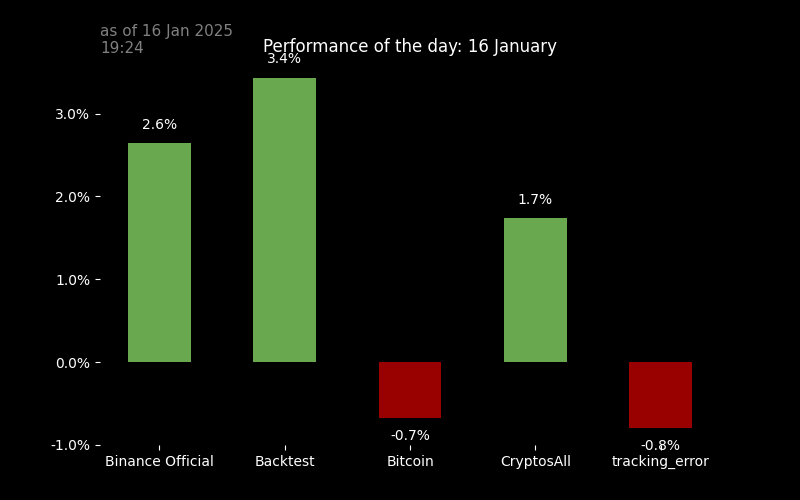 as of 16 Jan 2025
19:24
Performance of the day: 16 January
3.4%
3.0%
2.6%
2.0%
1.7%
1.0%
0.0%
-0.7%
-0.8%
-1.0%
Binance Official
Backtest
Bitcoin
CryptosAll
tracking_error